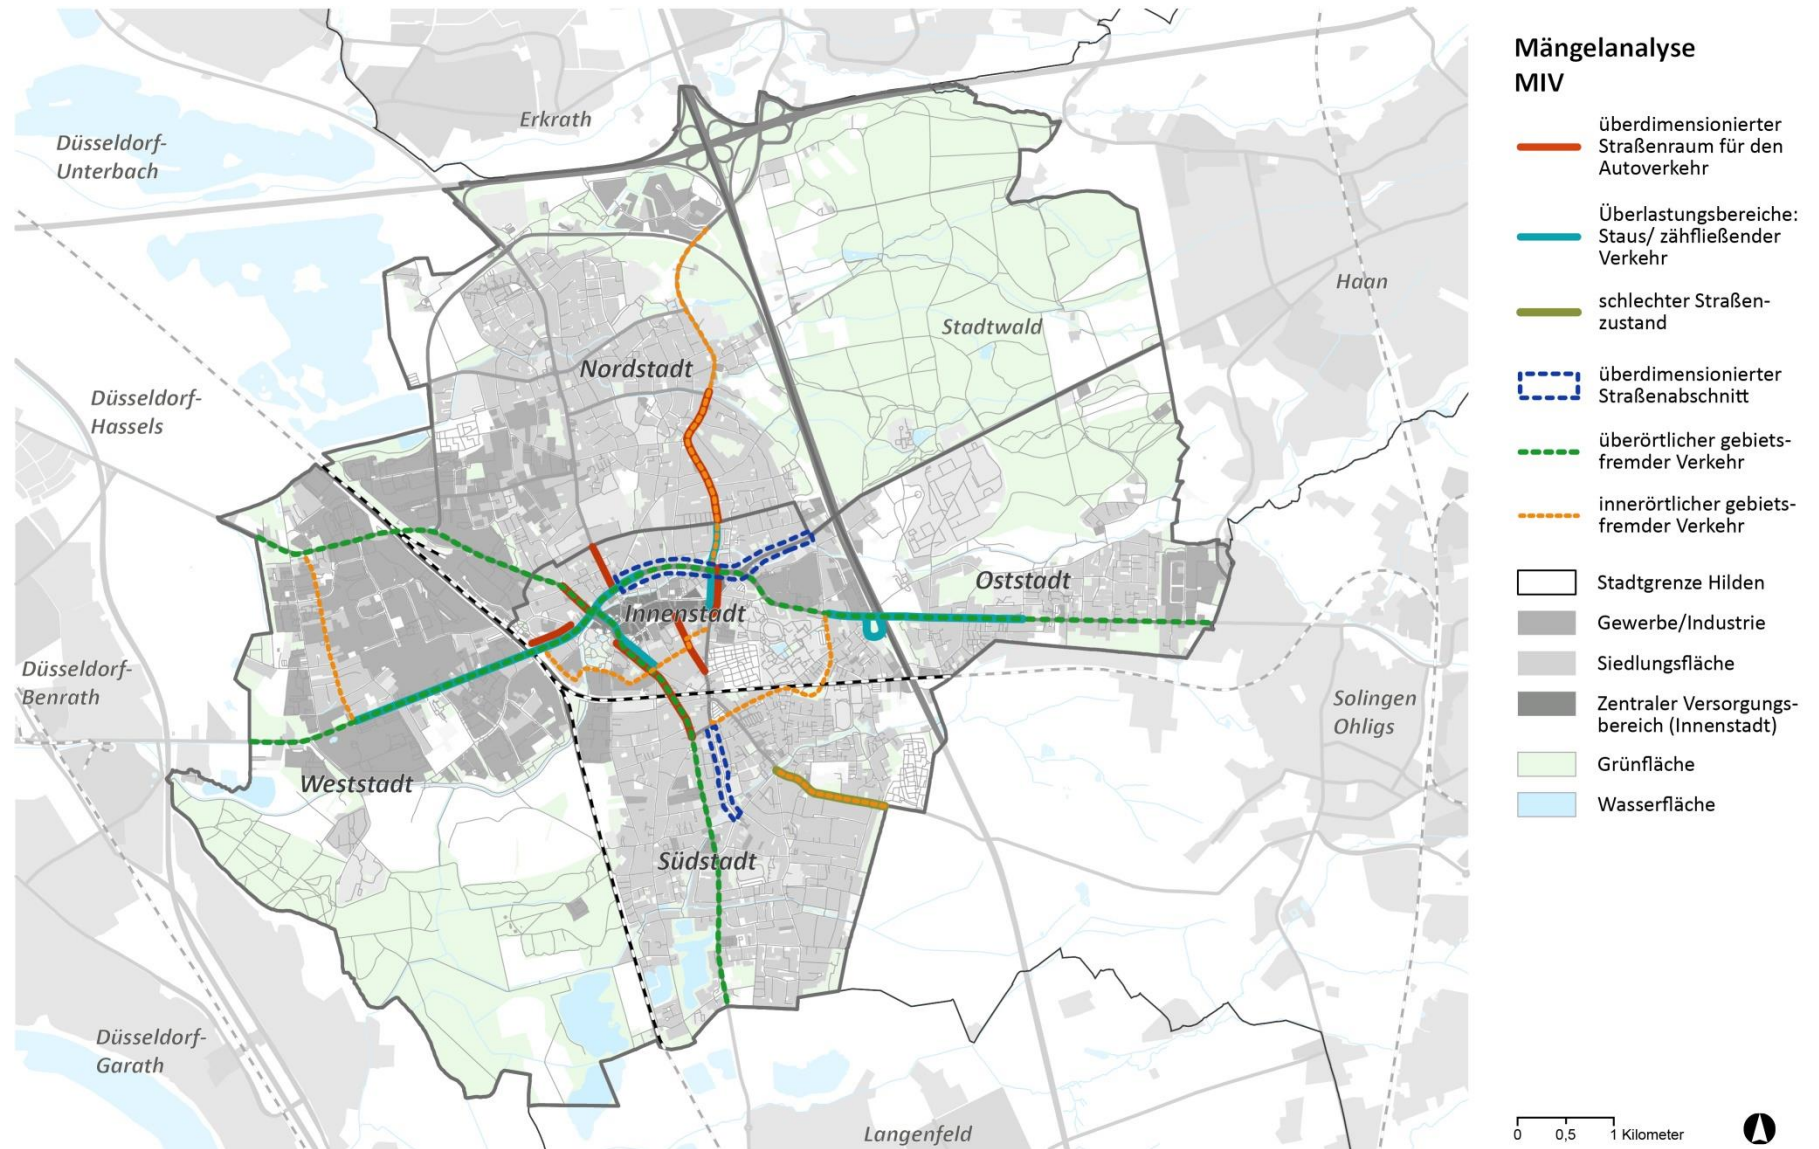 Erkrath
Düsseldorf-
Unterbach
Haan
Stadtwald
Nordstadt
Düsseldorf-
Hassels
Oststadt
Innenstadt
Düsseldorf-
Benrath
Solingen
Ohligs
Weststadt
Südstadt
Düsseldorf-
Garath
Langenfeld
Mängelanalyse
MIV
überdimensionierter
Straßenraum für den
Autoverkehr
Überlastungsbereiche:
Staus/ zähfließender
Verkehr
schlechter Straßen-
zustand
überdimensionierter
Straßenabschnitt
überörtlicher gebiets-
fremder Verkehr
innerörtlicher gebiets-
fremder Verkehr
Stadtgrenze Hilden
Gewerbe/Industrie
Siedlungsfläche
Zentraler Versorgungs-
bereich (Innenstadt)
Grünfläche
Wasserfläche
0 0,5 1 Kilometer